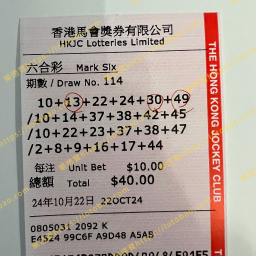 香港馬會獎券有限公司
HKJC Lotteries Limited
六合彩 Mark Six
期數 / Draw No. 114
10+13+22+24+30+49
/10+14+23+37+38+42+45
/10+22+37+38+47
/2+8+9+16+17+44
每注 Unit Bet $10.00
總額 Total $40.00
24年10月22日 22OCT24
0805031 2092 K
E4524 99C6F A9D48 A5AB
THE HONG KONG JOCKEY CLUB
THE